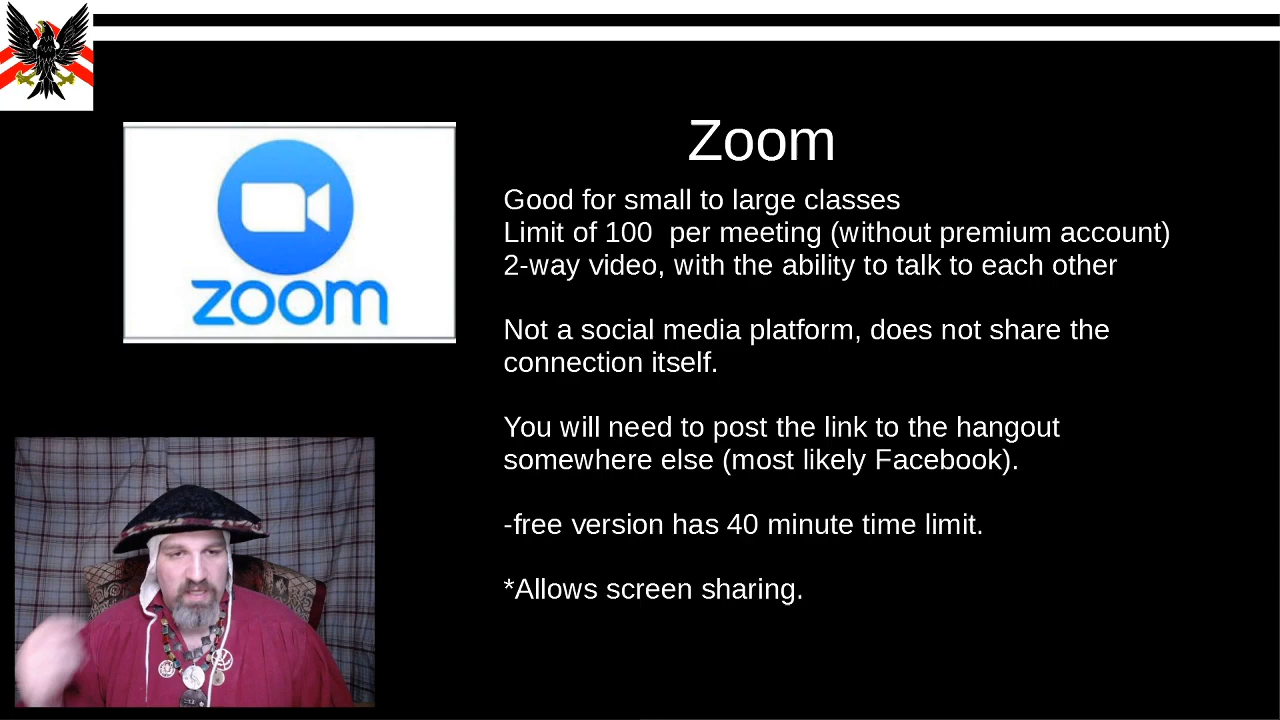 zoom
Zoom
Good for small to large classes
Limit of 100  per meeting (without premium account)
2-way video, with the ability to talk to each other
Not a social media platform, does not share the
connection itself.
You will need to post the link to the hangout
somewhere else (most likely Facebook).
-free version has 40 minute time limit.
*Allows screen sharing.